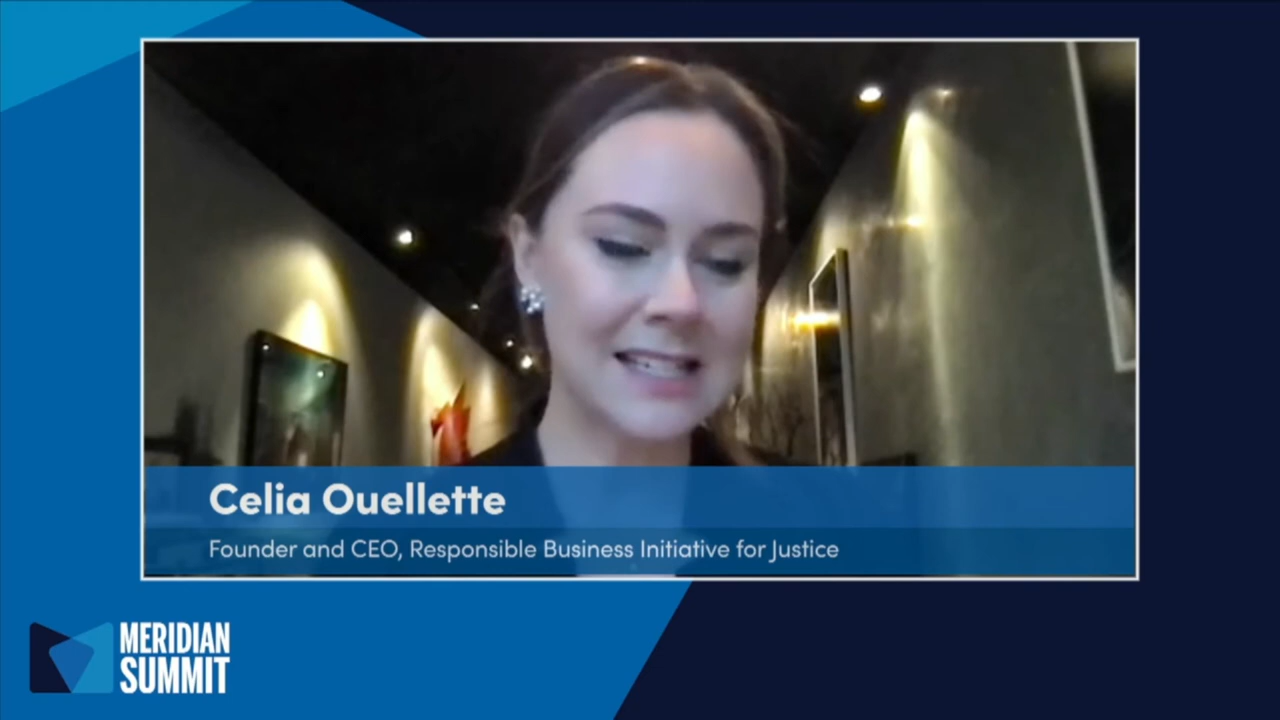 Celia Ouellette
Founder and CEO, Responsible Business Initiative for Justice
MERIDIAN
SUMMIT